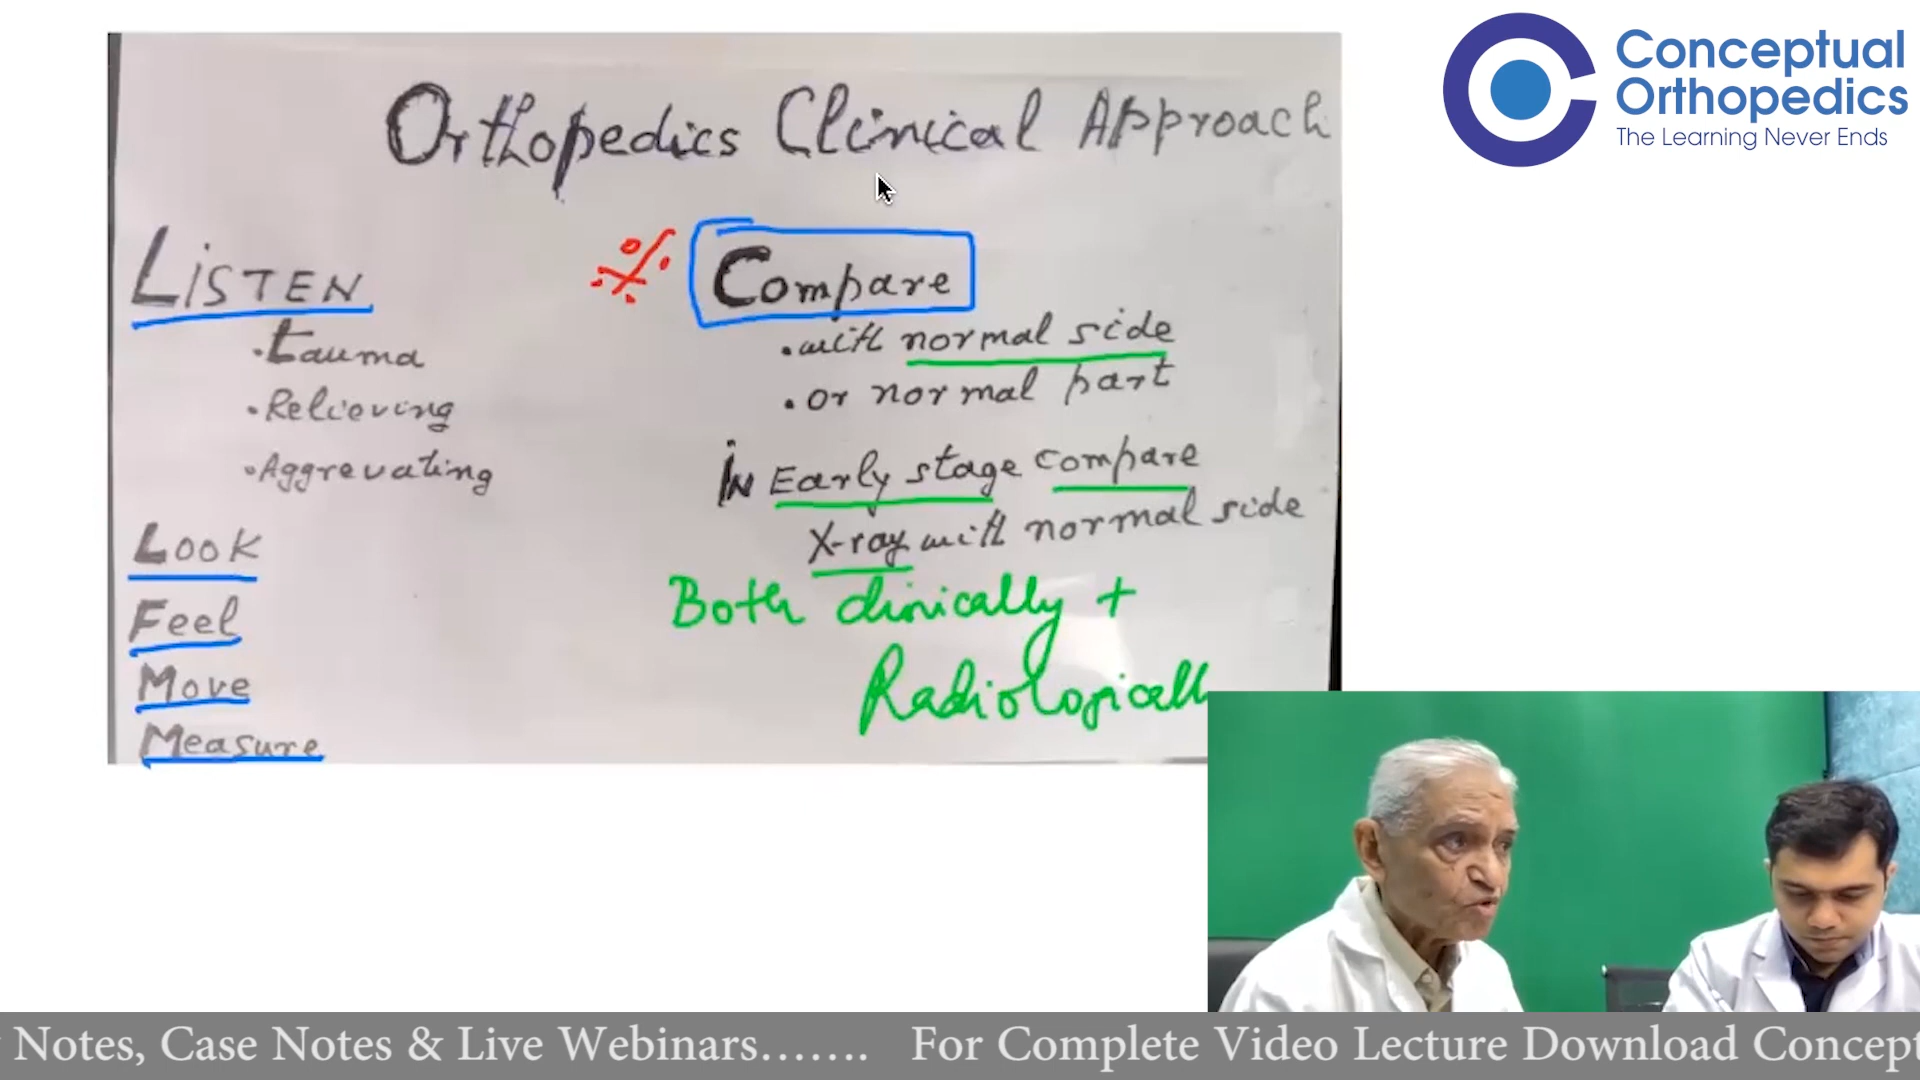 Orthopedics Clinical Approach
LiSTEN
• tauma
• Relieving
• Aggrevating
Look
Feel
Move
Measure
Compare
• with normal side
• or normal part
In Early stage compare
X-ray with normal side
Both clinically +
Radiologicall
Conceptual
Orthopedics
The Learning Never Ends
Notes, Case Notes & Live Webinars....... For Complete Video Lecture Download Concept